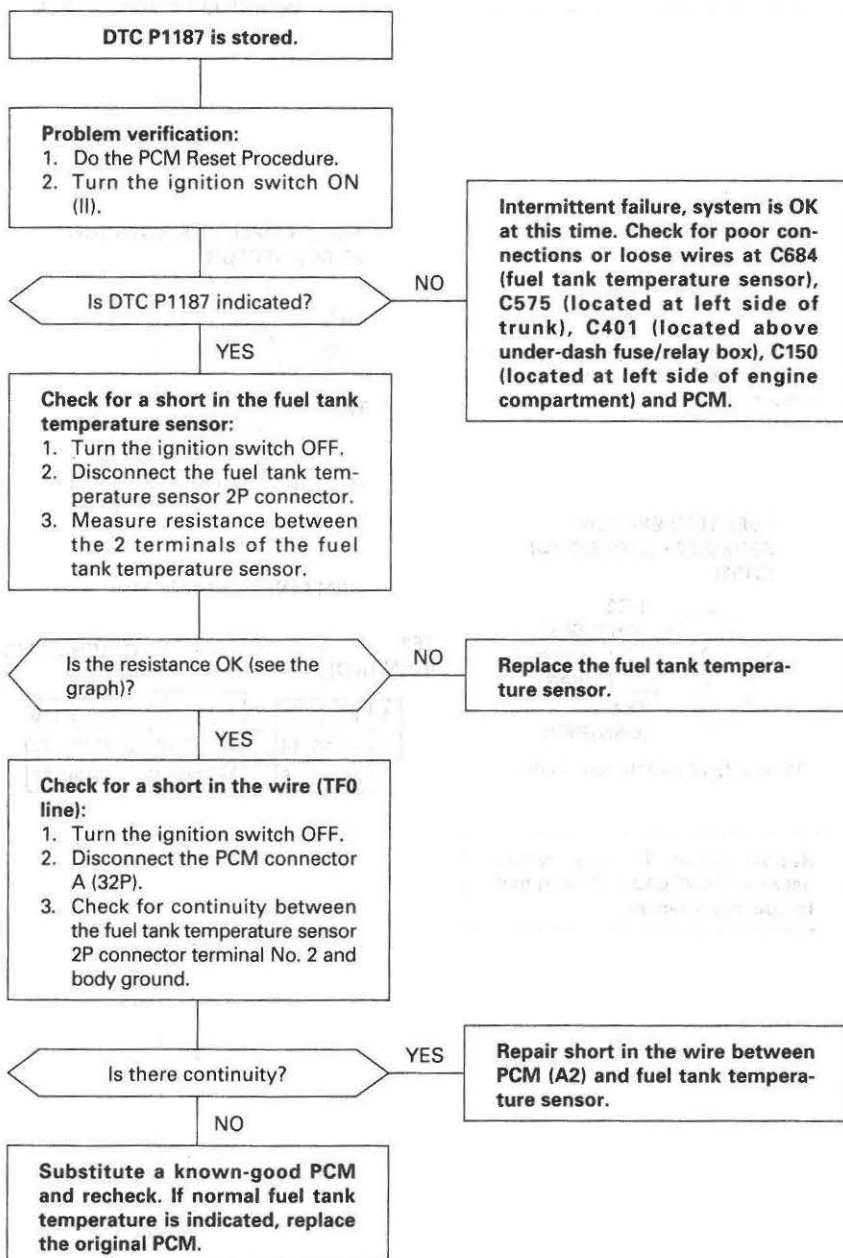 DTC P1187 is stored.
Problem verification:
1. Do the PCM Reset Procedure.
2. Turn the ignition switch ON
(II).
Is DTC P1187 indicated?
NO
Intermittent failure, system is OK
at this time. Check for poor con-
nections or loose wires at C684
(fuel tank temperature sensor),
C575 (located at left side of
trunk), C401 (located above
under-dash fuse/relay box), C150
(located at left side of engine
compartment) and PCM.
YES
Check for a short in the fuel tank
temperature sensor:
1. Turn the ignition switch OFF.
2. Disconnect the fuel tank tem-
perature sensor 2P connector.
3. Measure resistance between
the 2 terminals of the fuel
tank temperature sensor.
Is the resistance OK (see the
graph)?
NO
Replace the fuel tank tempera-
ture sensor.
YES
Check for a short in the wire (TF0
line):
1. Turn the ignition switch OFF.
2. Disconnect the PCM connector
A (32P).
3. Check for continuity between
the fuel tank temperature sensor
2P connector terminal No. 2 and
body ground.
Is there continuity?
YES
Repair short in the wire between
PCM (A2) and fuel tank tempera-
ture sensor.
NO
Substitute a known-good PCM
and recheck. If normal fuel tank
temperature is indicated, replace
the original PCM.